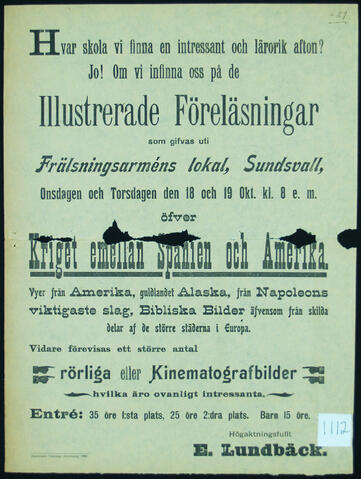 Hvar skola vi finna en intressant och lärorik afton?
Jo! Om vi infinna oss på de
Illustrerade Föreläsningar
som gifvas uti
Frälsningsarméns lokal, Sundsvall,
Onsdagen och Torsdagen den 18 och 19 Okt. kl. 8 e. m.
öfver
Kriget emellan Spanien och Amerika.
Vyer från Amerika, guldlandet Alaska, från Napoleons
viktigaste slag, Bibliska Bilder äfvensom från skilda
delar af de större städerna i Europa.
Vidare förevisas ett större antal
rörliga eller Kinematografbilder
hvilka äro ovanligt intressanta.
Entré: 35 öre 1:sta plats, 25 öre 2:dra plats. Barn 15 öre.
Högaktningsfullt
E. Lundbäck.
1112